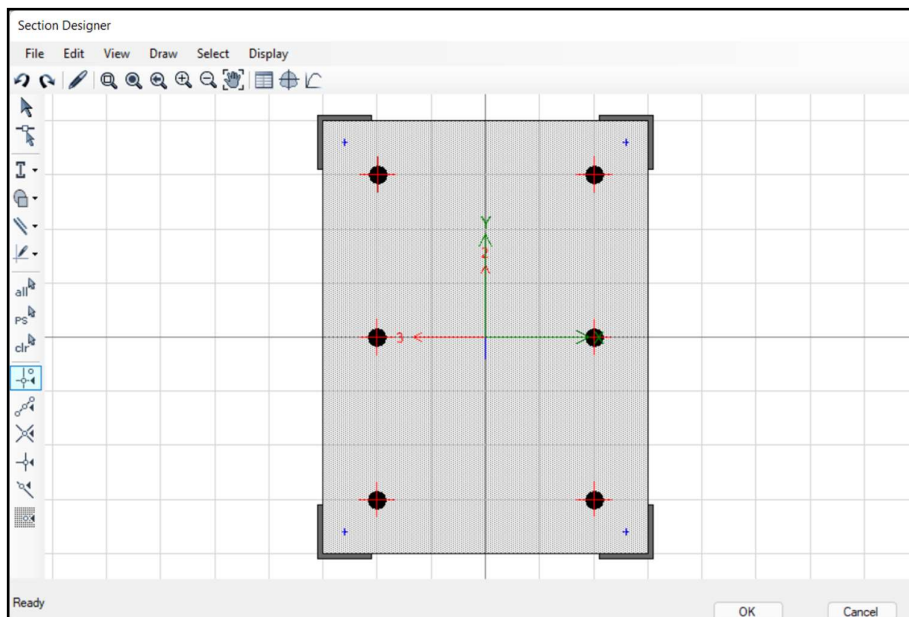 Section Designer
File Edit View Draw Select Display
all
PS
clr
Y
2
3
X
Ready
OK Cancel